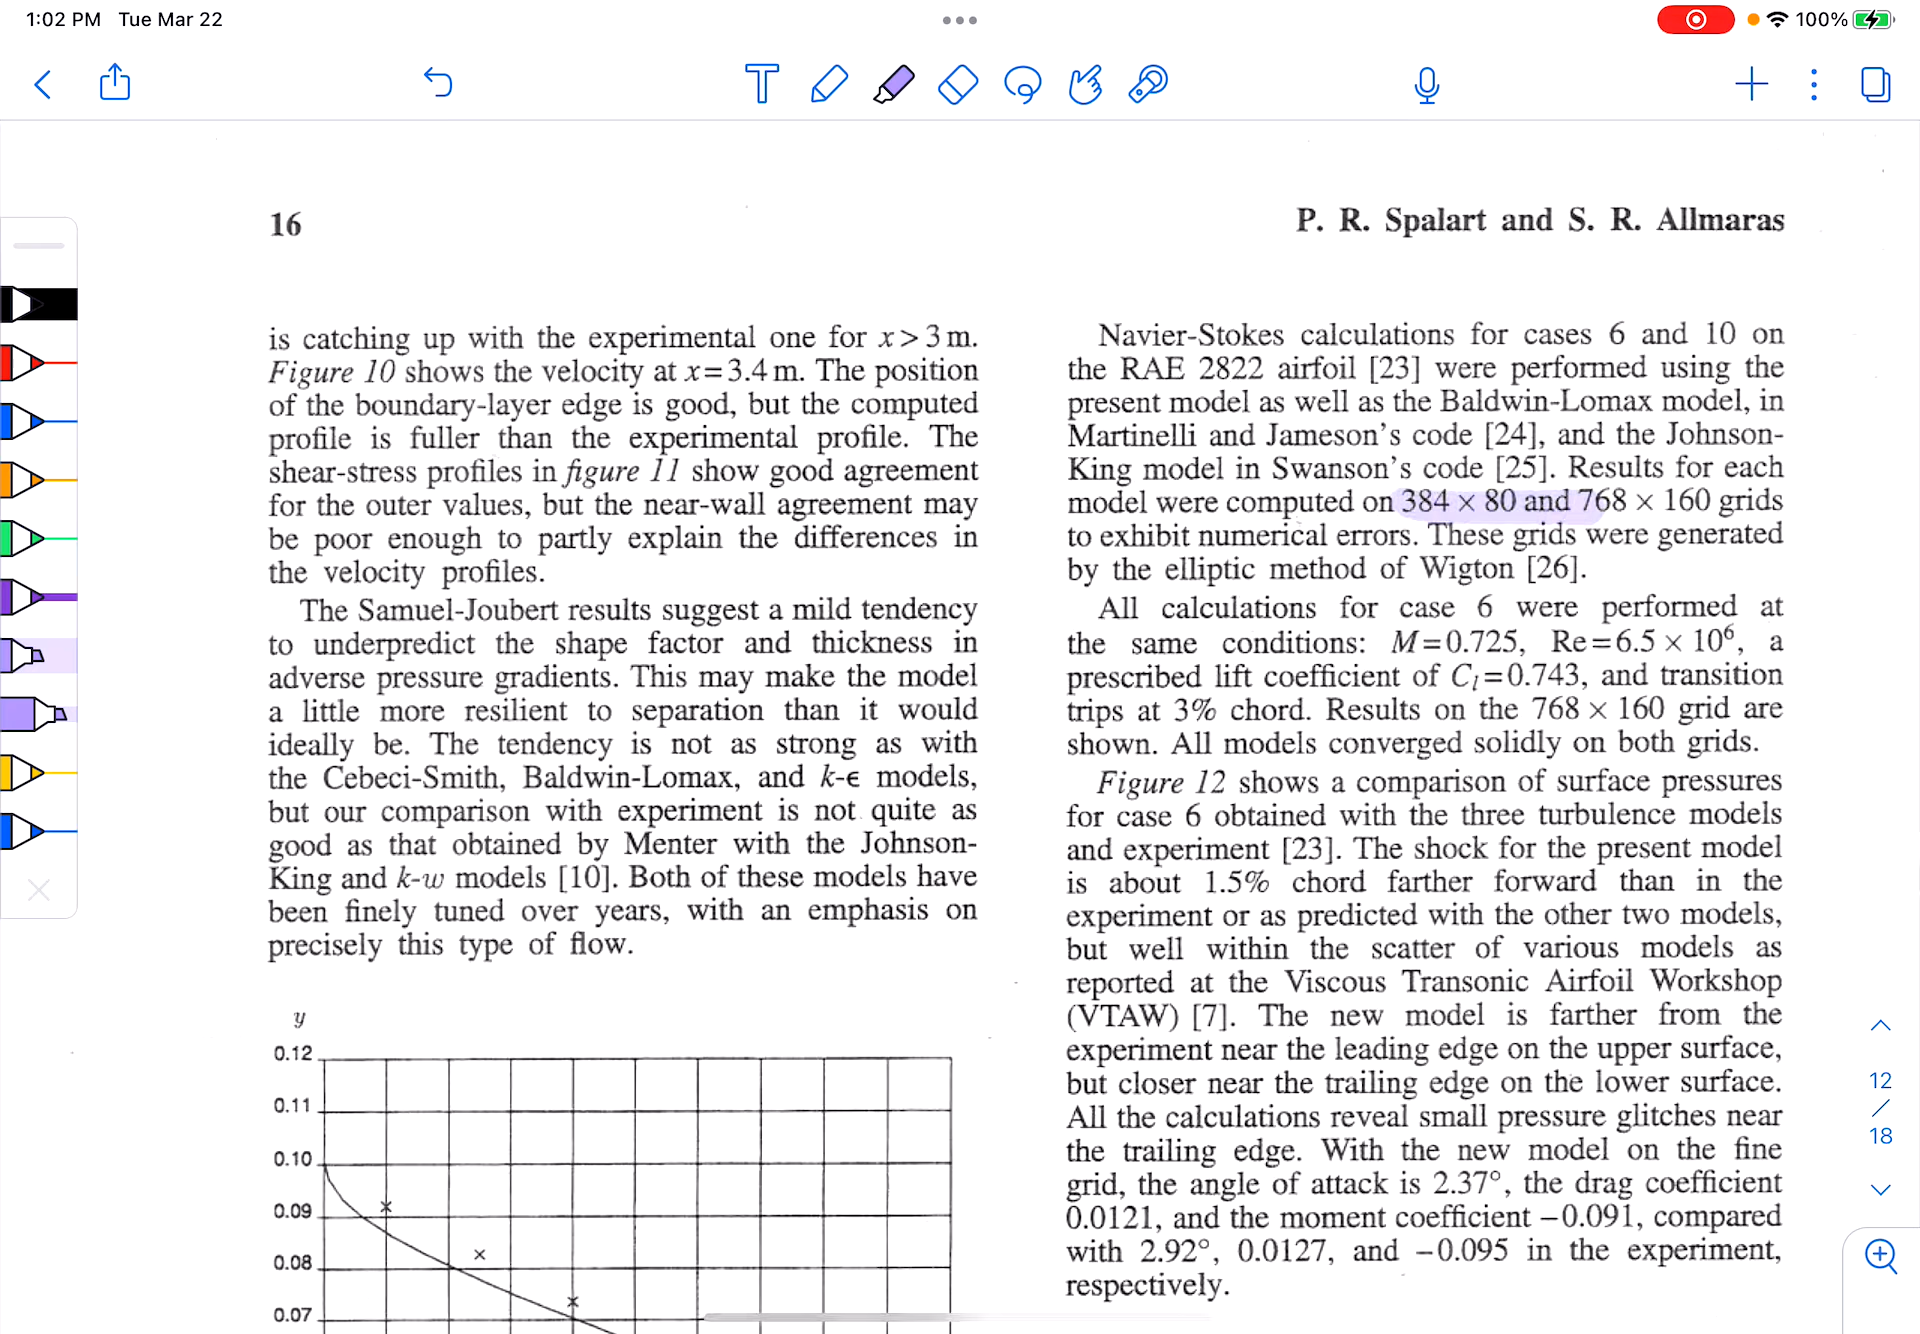 1:02 PM Tue Mar 22
100%
16
P. R. Spalart and S. R. Allmaras
is catching up with the experimental one for x > 3 m.
Figure 10 shows the velocity at x = 3.4 m. The position
of the boundary-layer edge is good, but the computed
profile is fuller than the experimental profile. The
shear-stress profiles in figure 11 show good agreement
for the outer values, but the near-wall agreement may
be poor enough to partly explain the differences in
the velocity profiles.
The Samuel-Joubert results suggest a mild tendency
to underpredict the shape factor and thickness in
adverse pressure gradients. This may make the model
a little more resilient to separation than it would
ideally be. The tendency is not as strong as with
the Cebeci-Smith, Baldwin-Lomax, and k-ϵ models,
but our comparison with experiment is not quite as
good as that obtained by Menter with the Johnson-
King and k-w models [10]. Both of these models have
been finely tuned over years, with an emphasis on
precisely this type of flow.
y
0.12
0.11
0.10
0.09
0.08
0.07
Navier-Stokes calculations for cases 6 and 10 on
the RAE 2822 airfoil [23] were performed using the
present model as well as the Baldwin-Lomax model, in
Martinelli and Jameson's code [24], and the Johnson-
King model in Swanson's code [25]. Results for each
model were computed on 384 × 80 and 768 × 160 grids
to exhibit numerical errors. These grids were generated
by the elliptic method of Wigton [26].
All calculations for case 6 were performed at
the same conditions: M = 0.725, Re = 6.5 × 10⁶, a
prescribed lift coefficient of Cₗ = 0.743, and transition
trips at 3% chord. Results on the 768 × 160 grid are
shown. All models converged solidly on both grids.
Figure 12 shows a comparison of surface pressures
for case 6 obtained with the three turbulence models
and experiment [23]. The shock for the present model
is about 1.5% chord farther forward than in the
experiment or as predicted with the other two models,
but well within the scatter of various models as
reported at the Viscous Transonic Airfoil Workshop
(VTAW) [7]. The new model is farther from the
experiment near the leading edge on the upper surface,
but closer near the trailing edge on the lower surface.
All the calculations reveal small pressure glitches near
the trailing edge. With the new model on the fine
grid, the angle of attack is 2.37°, the drag coefficient
0.0121, and the moment coefficient −0.091, compared
with 2.92°, 0.0127, and −0.095 in the experiment,
respectively.
12
/
18